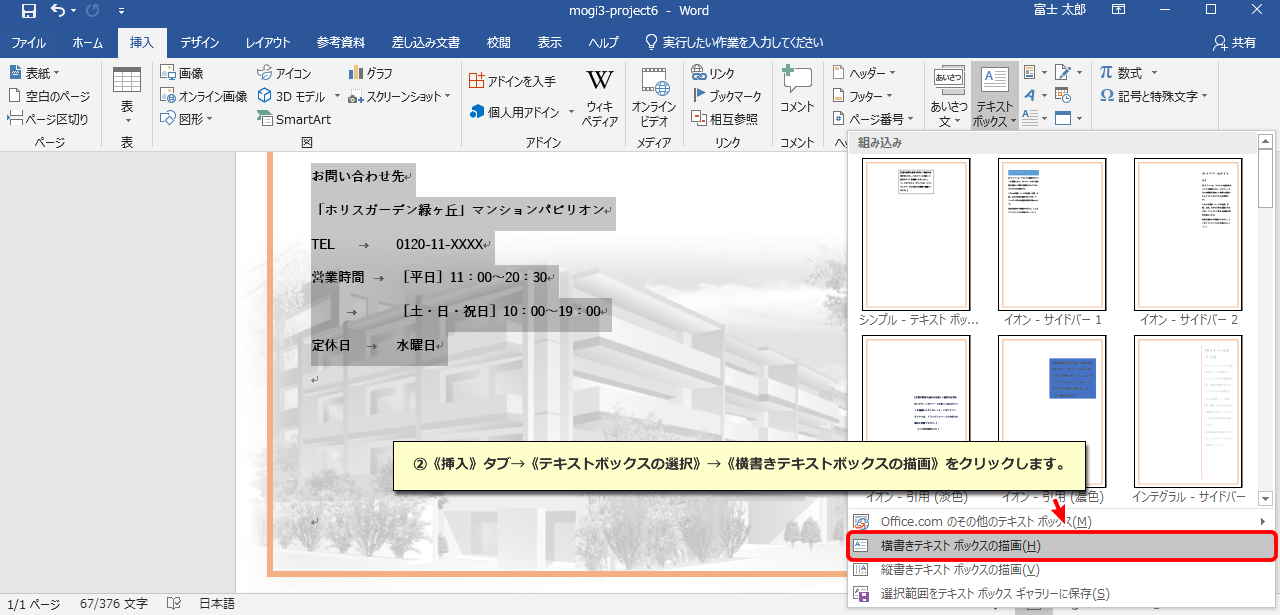 mogi3-project6 - Word
富士 太郎
ファイル ホーム 挿入 デザイン レイアウト 参考資料 差し込み文書 校閲 表示 ヘルプ 実行したい作業を入力してください 共有
表紙
空白のページ
ページ区切り
ページ
表
表
画像
オンライン画像
図形
アイコン
3D モデル
SmartArt
グラフ
スクリーンショット
図
アドインを入手
個人用アドイン
ウィキ
ペディア
アドイン
オンライン
ビデオ
メディア
リンク
ブックマーク
相互参照
リンク
コメント
コメント
ヘッダー
フッター
ページ番号
あいさつ
あいさつ
文
テキスト
ボックス
数式
記号と特殊文字
お問い合わせ先
「ホリスガーデン緑ヶ丘」マンションパビリオン
TEL → 0120-11-XXXX
営業時間 → [平日] 11：00～20：30
→ [土・日・祝日] 10：00～19：00
定休日 → 水曜日
組み込み
シンプル - テキスト ボッ...
イオン - サイドバー 1
イオン - サイドバー 2
②《挿入》タブ→《テキストボックスの選択》→《横書きテキストボックスの描画》をクリックします。
イオン - 引用 (淡色)
イオン - 引用 (濃色)
インテグラル - サイドバー
Office.com のその他のテキスト ボックス(M)
横書きテキスト ボックスの描画(H)
縦書きテキスト ボックスの描画(V)
選択範囲をテキスト ボックス ギャラリーに保存(S)
1/1 ページ 67/376 文字 日本語